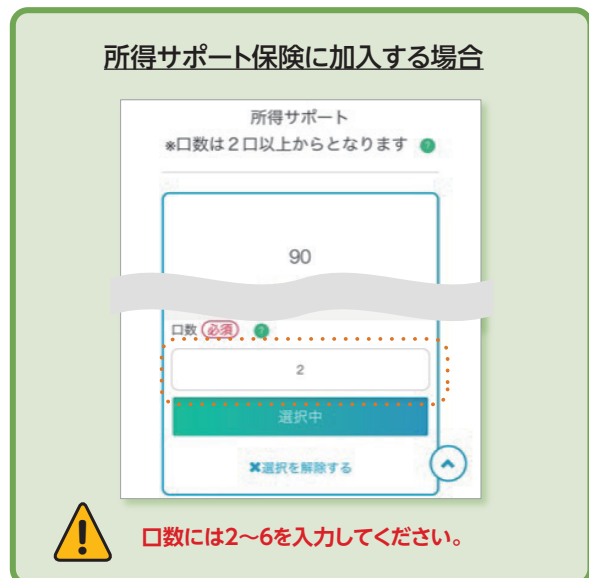 所得サポート保険に加入する場合
所得サポート
※口数は２口以上からとなります ?
90
口数 必須 ?
2
選択中
✖選択を解除する
口数には2～6を入力してください。